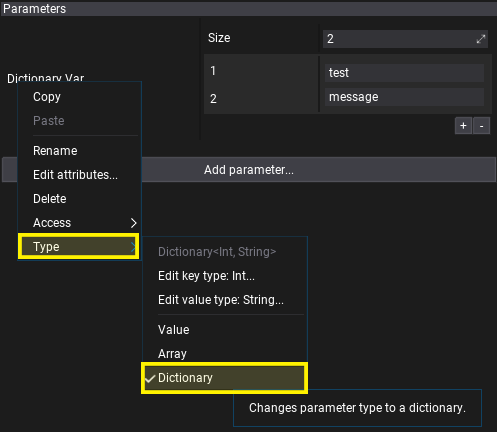 Parameters
Size 2
Dictionary Var
1 test
2 message
+ -
Add parameter...
Copy
Paste
Rename
Edit attributes...
Delete
Access
Type
Dictionary<Int, String>
Edit key type: Int...
Edit value type: String...
Value
Array
Dictionary
Changes parameter type to a dictionary.